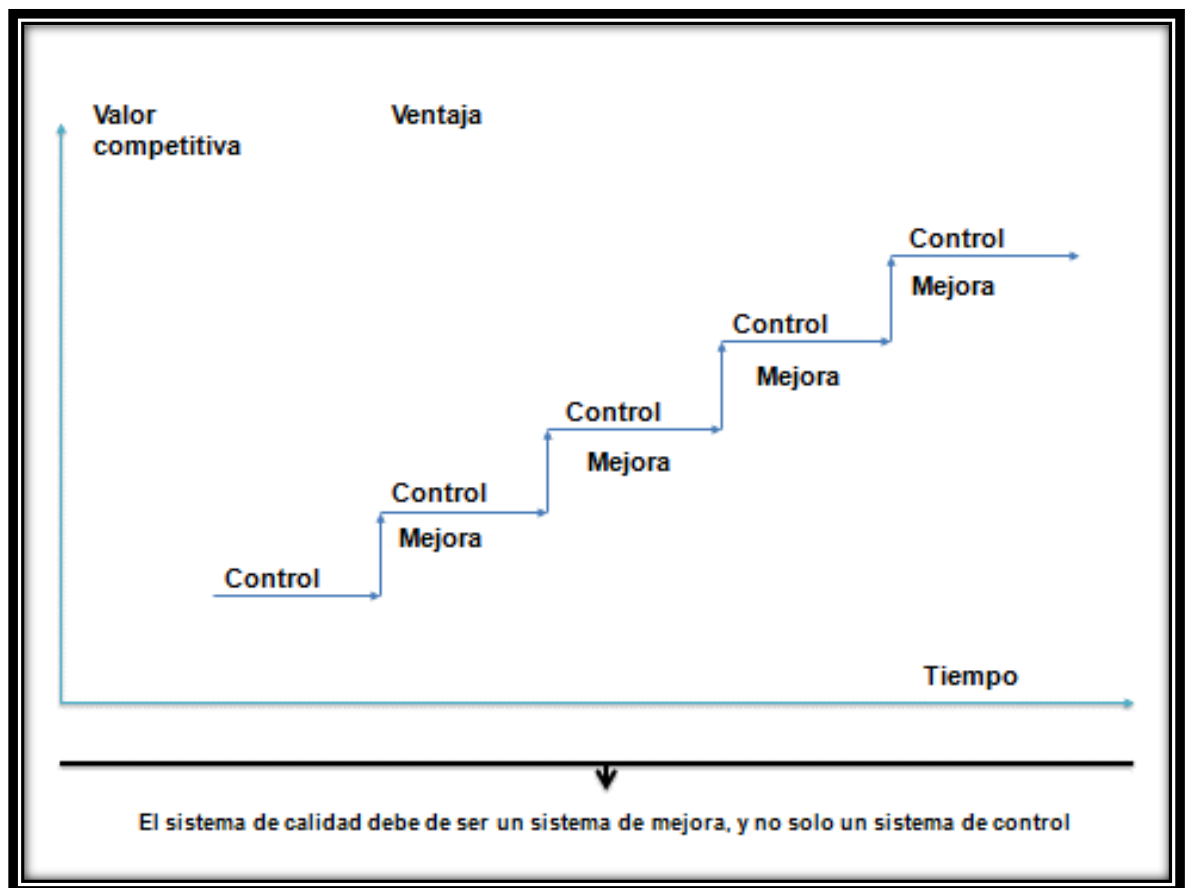 Valor Ventaja
competitiva
Control
Mejora
Control
Mejora
Control
Mejora
Control
Mejora
Control
Tiempo
El sistema de calidad debe de ser un sistema de mejora, y no solo un sistema de control